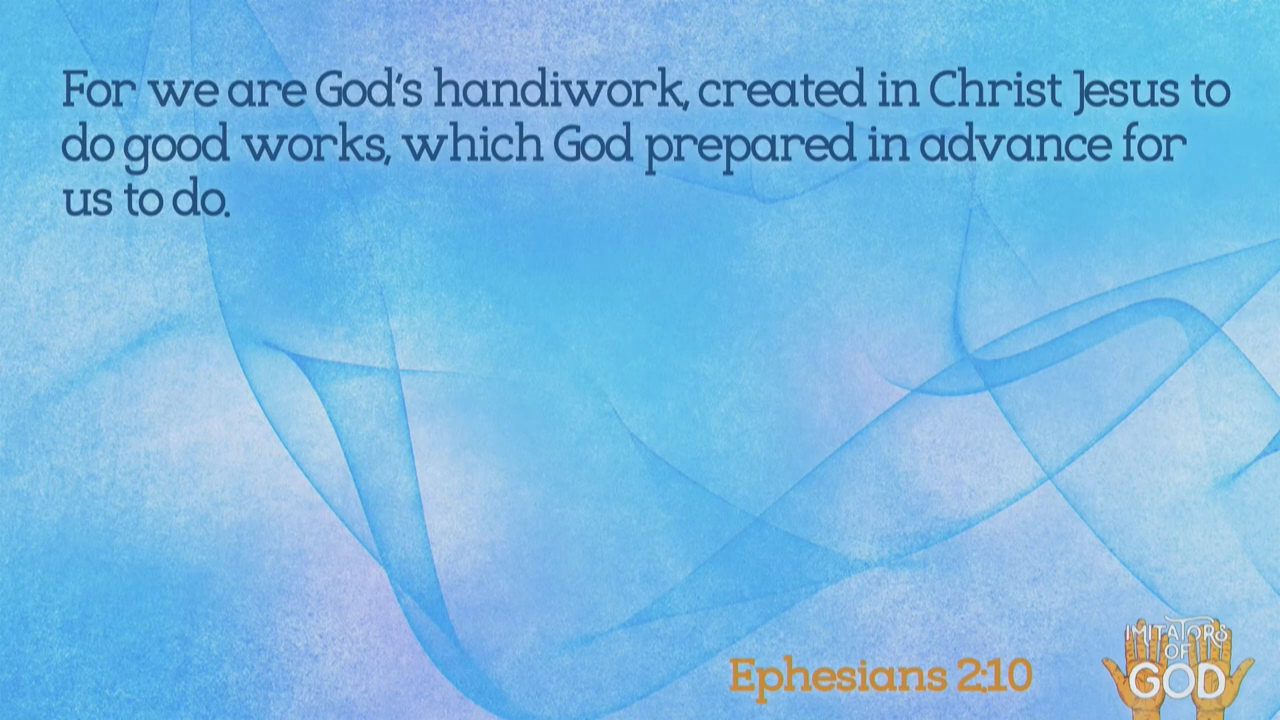 For we are God's handiwork, created in Christ Jesus to
do good works, which God prepared in advance for
us to do.
Ephesians 2:10
IMITATORS
OF
GOD